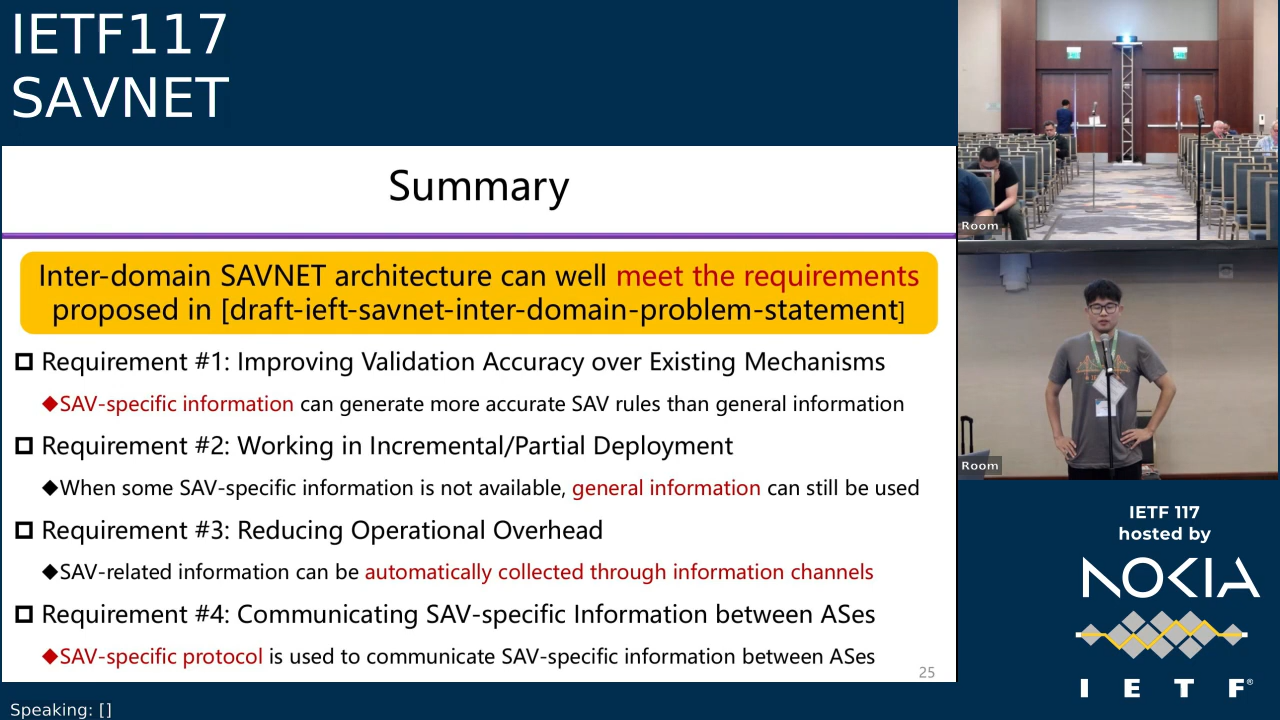 IETF117
SAVNET
Summary
Inter-domain SAVNET architecture can well meet the requirements
proposed in [draft-ieft-savnet-inter-domain-problem-statement]
Requirement #1: Improving Validation Accuracy over Existing Mechanisms
◆SAV-specific information can generate more accurate SAV rules than general information
Requirement #2: Working in Incremental/Partial Deployment
◆When some SAV-specific information is not available, general information can still be used
Requirement #3: Reducing Operational Overhead
◆SAV-related information can be automatically collected through information channels
Requirement #4: Communicating SAV-specific Information between ASes
◆SAV-specific protocol is used to communicate SAV-specific information between ASes
25
Speaking: []
Room
Room
IETF 117
hosted by
NOKIA
I E T F®